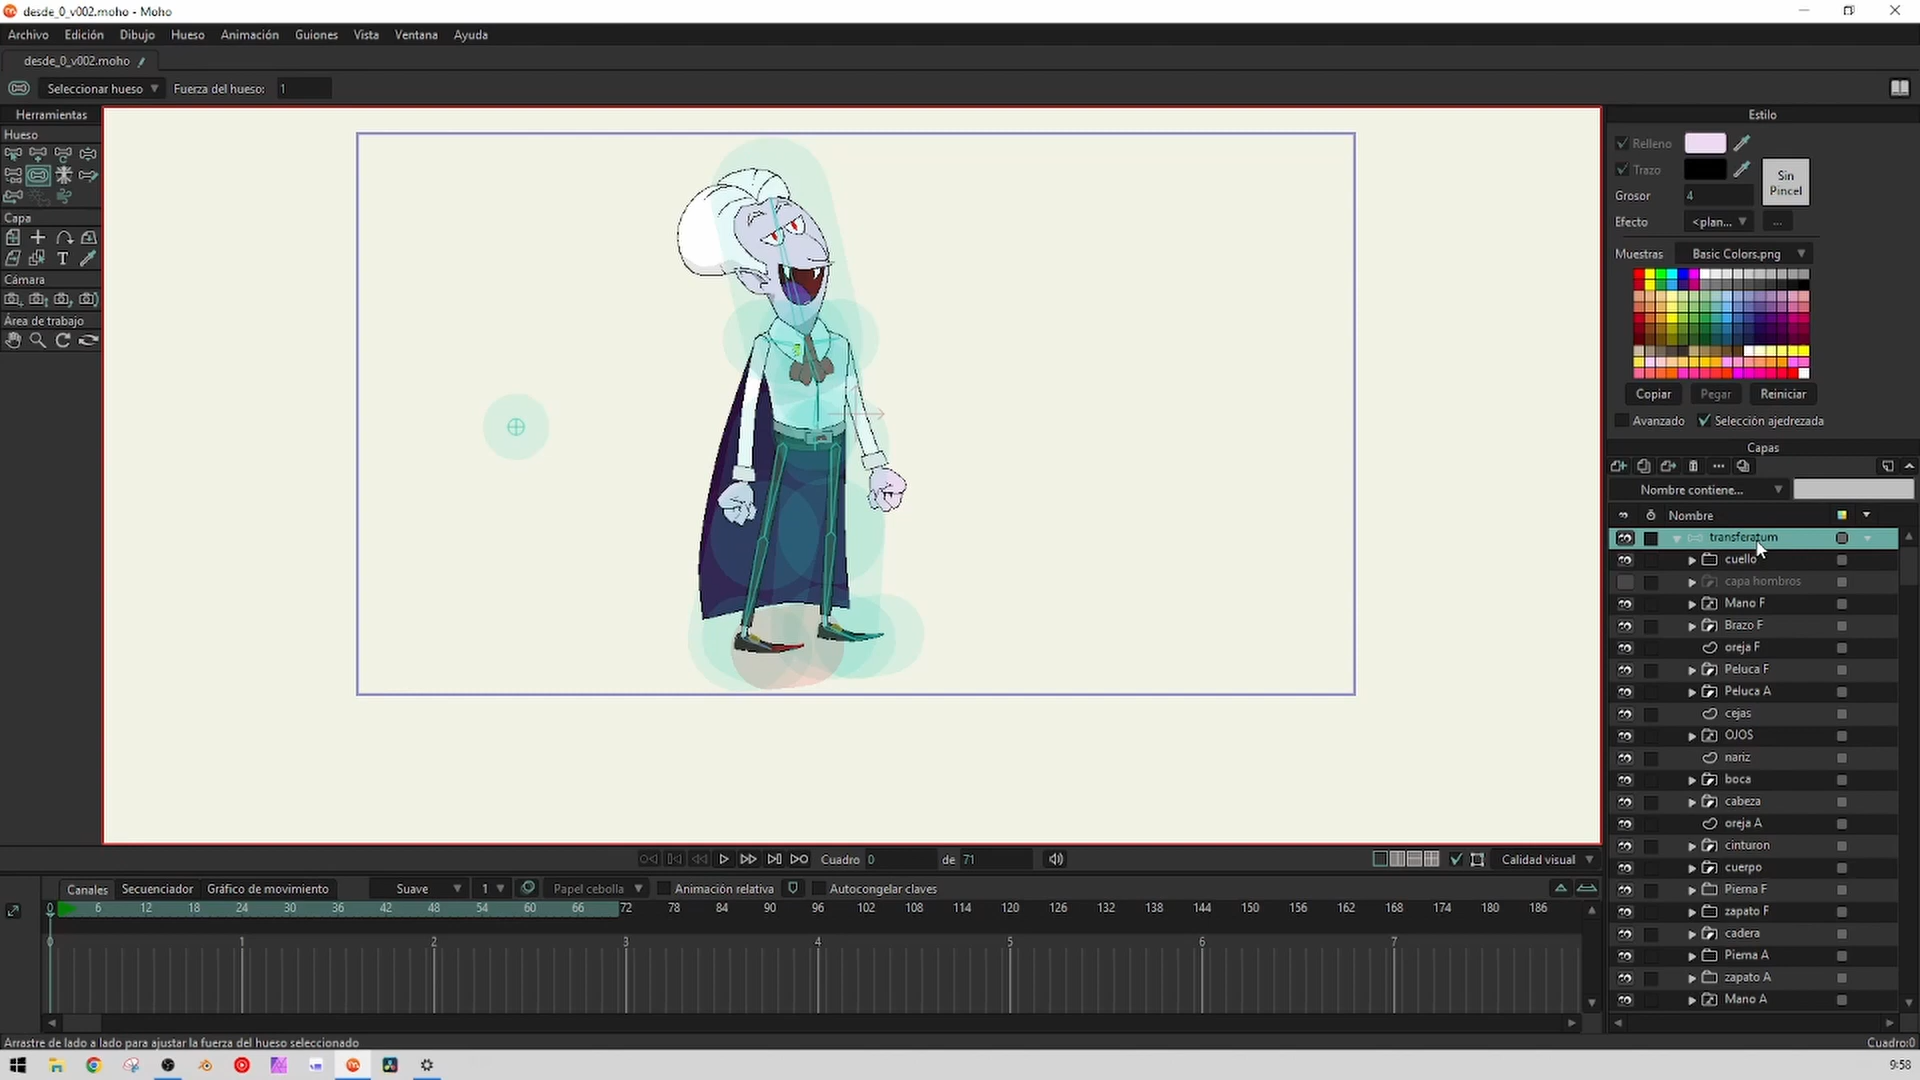 desde_0_v002.moho - Moho
Archivo Edición Dibujo Hueso Animación Guiones Vista Ventana Ayuda
desde_0_v002.moho
Seleccionar hueso Fuerza del hueso: 1
Herramientas
Hueso
Capa
Cámara
Área de trabajo
Estilo
Relleno
Trazo
Sin Pincel
Grosor 4
Efecto <plan... ...
Muestras Basic Colors.png
Copiar Pegar Reiniciar
Avanzado Selección ajedrezada
Capas
Nombre contiene...
Nombre
transferatum
cuello
capa hombros
Mano F
Brazo F
oreja F
Peluca F
Peluca A
cejas
OJOS
nariz
boca
cabeza
oreja A
cinturon
cuerpo
Pierna F
zapato F
cadera
Pierna A
zapato A
Mano A
Cuadro 0 de 71 Calidad visual
Canales Secuenciador Gráfico de movimiento Suave 1 Papel cebolla Animación relativa Autocongelar claves
0 6 12 18 24 30 36 42 48 54 60 66 72 78 84 90 96 102 108 114 120 126 132 138 144 150 156 162 168 174 180 186
0 1 2 3 4 5 6 7
Arrastre de lado a lado para ajustar la fuerza del hueso seleccionado Cuadro:0
9:58